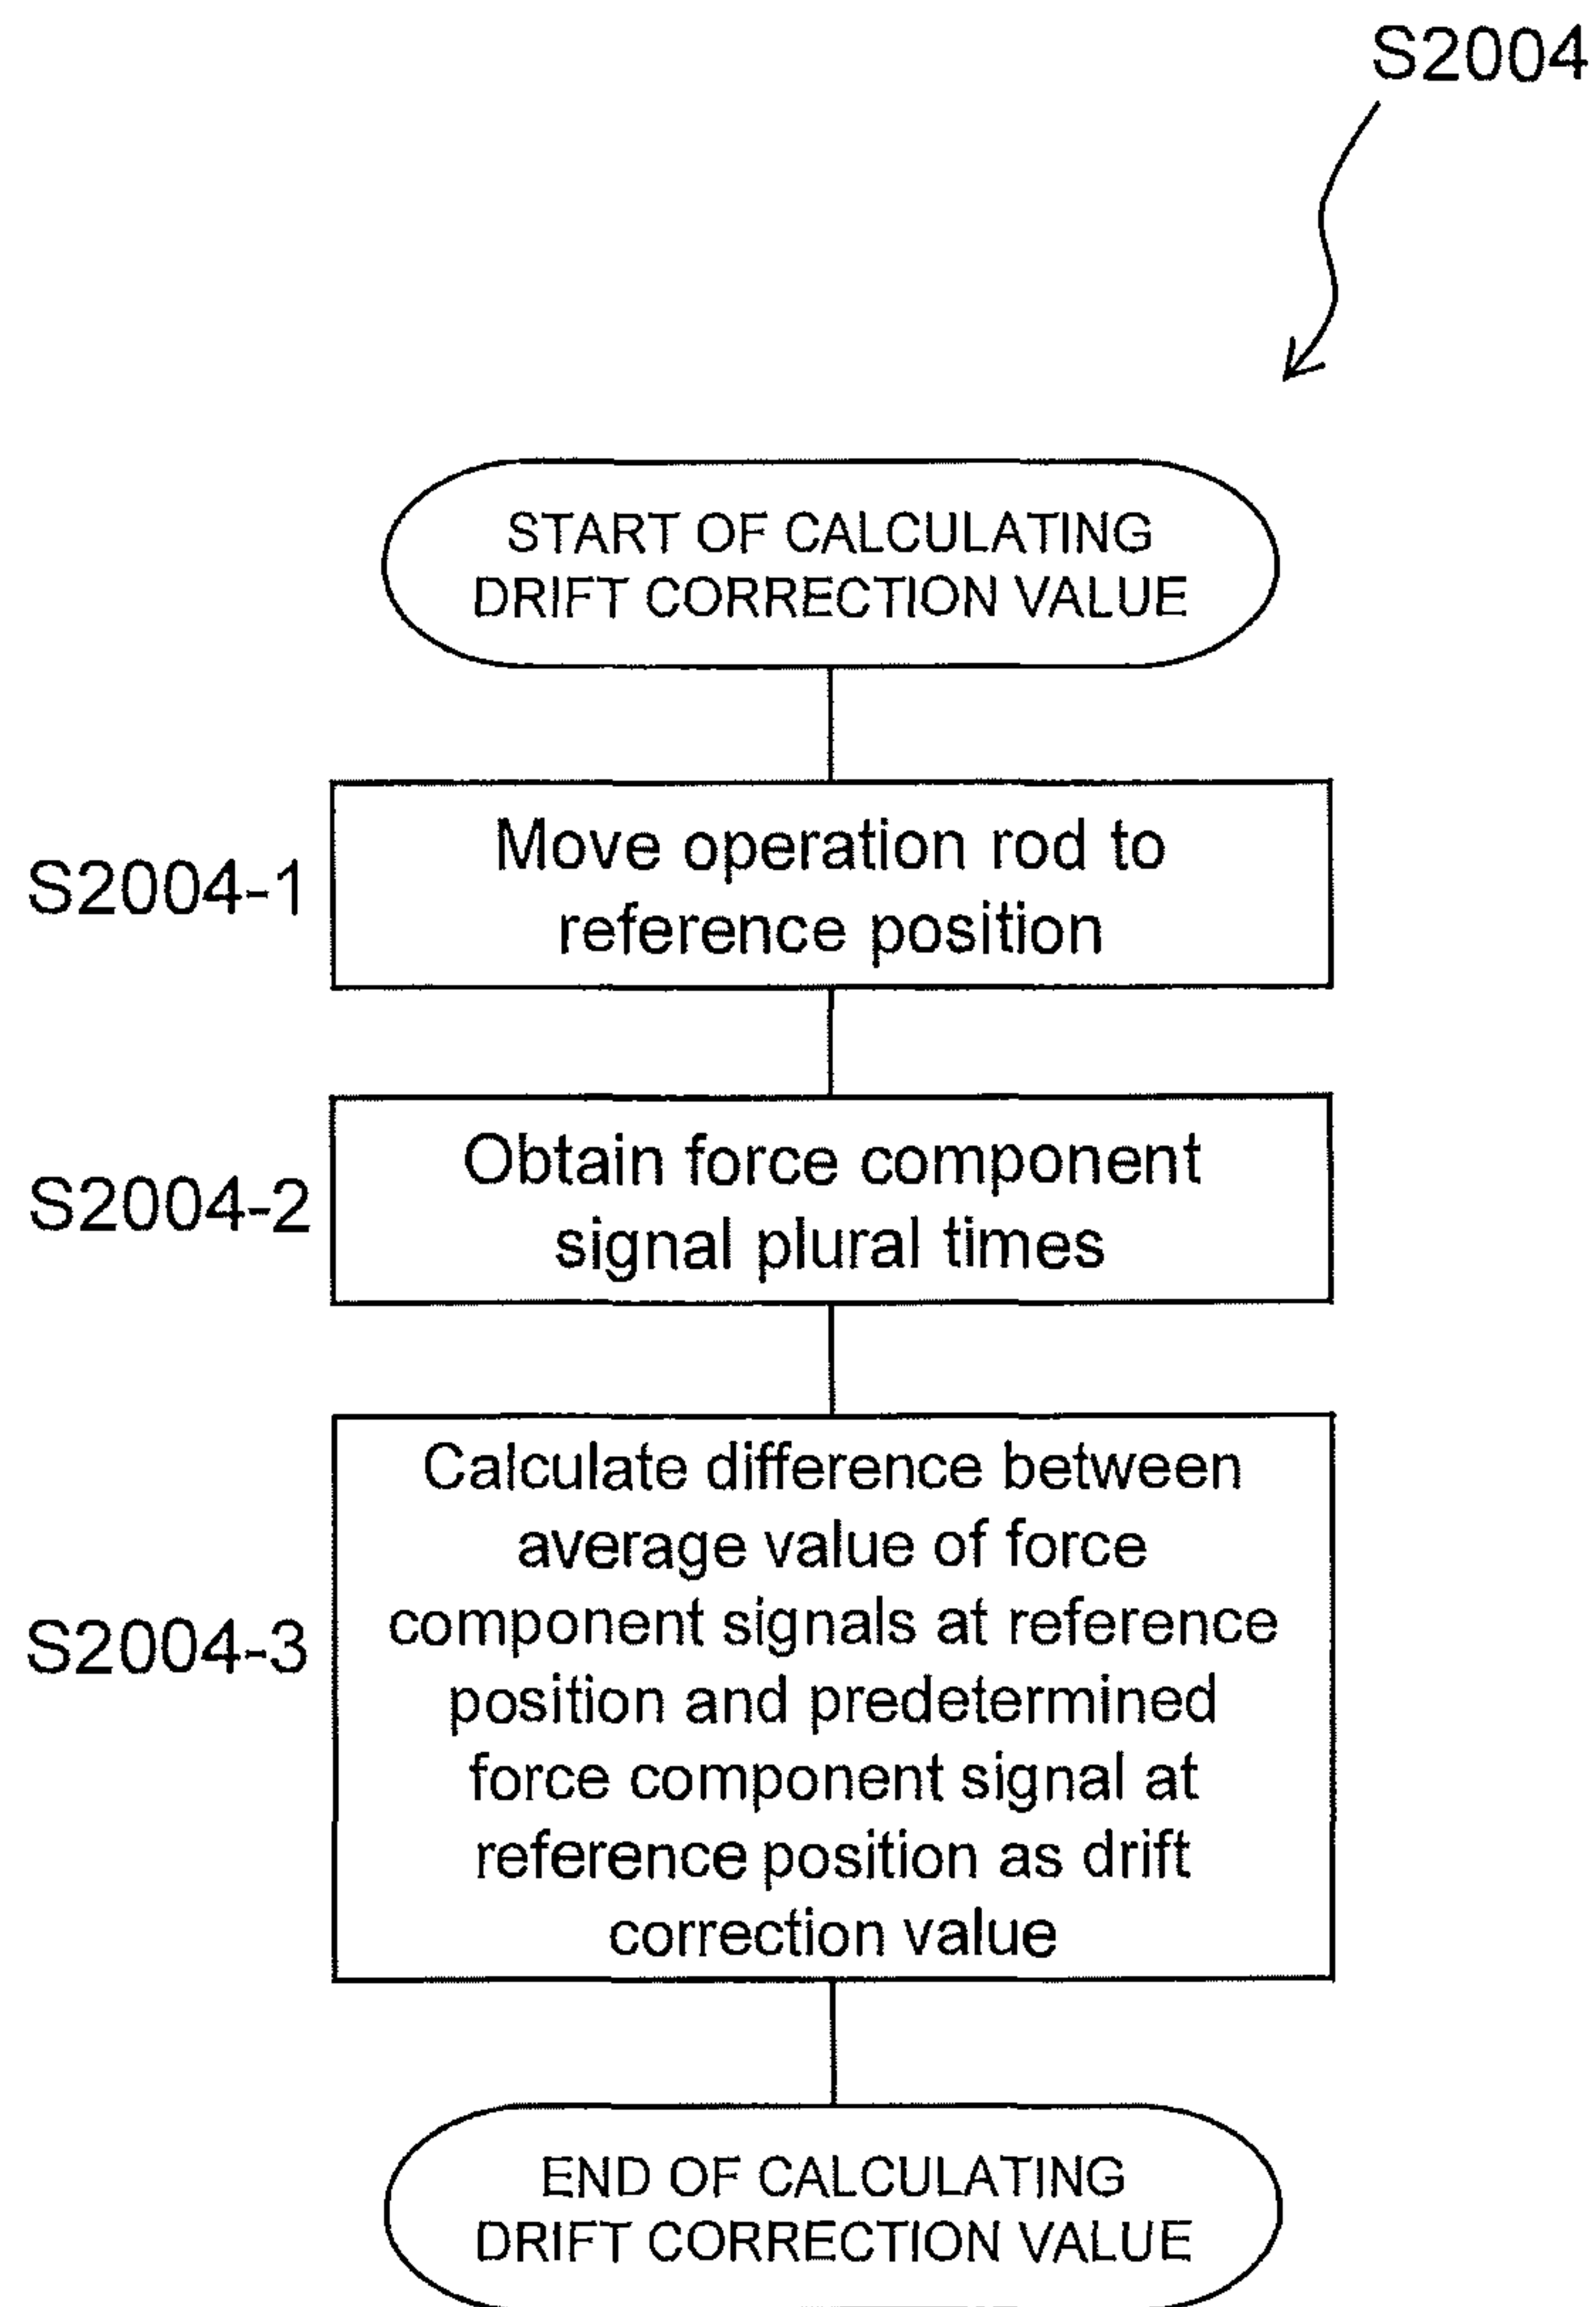 S2004
START OF CALCULATING
DRIFT CORRECTION VALUE
S2004-1
Move operation rod to
reference position
S2004-2
Obtain force component
signal plural times
S2004-3
Calculate difference between
average value of force
component signals at reference
position and predetermined
force component signal at
reference position as drift
correction value
END OF CALCULATING
DRIFT CORRECTION VALUE